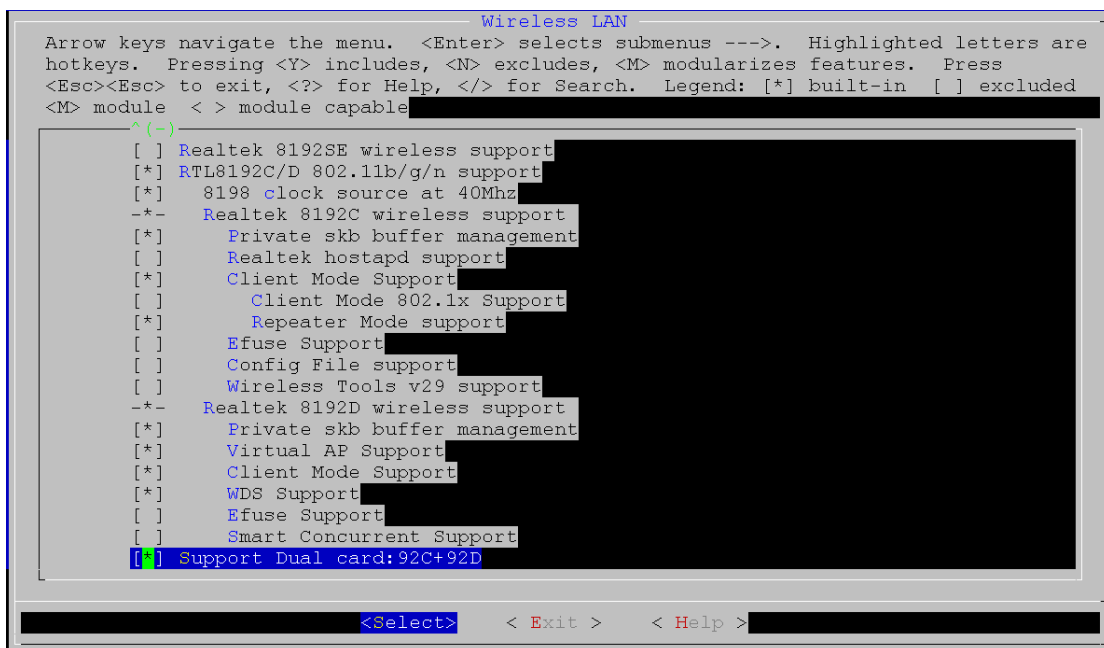 Wireless LAN
Arrow keys navigate the menu.  <Enter> selects submenus --->.  Highlighted letters are
hotkeys.  Pressing <Y> includes, <N> excludes, <M> modularizes features.  Press
<Esc><Esc> to exit, <?> for Help, </> for Search.  Legend: [*] built-in  [ ] excluded
<M> module  < > module capable
^(-)
[ ] Realtek 8192SE wireless support
[*] RTL8192C/D 802.11b/g/n support
[*]   8198 clock source at 40Mhz
-*-   Realtek 8192C wireless support
[*]     Private skb buffer management
[ ]     Realtek hostapd support
[*]     Client Mode Support
[ ]       Client Mode 802.1x Support
[*]       Repeater Mode support
[ ]     Efuse Support
[ ]     Config File support
[ ]     Wireless Tools v29 support
-*-   Realtek 8192D wireless support
[*]     Private skb buffer management
[*]     Virtual AP Support
[*]     Client Mode Support
[*]     WDS Support
[ ]     Efuse Support
[ ]     Smart Concurrent Support
[*] Support Dual card:92C+92D
<Select>    < Exit >    < Help >